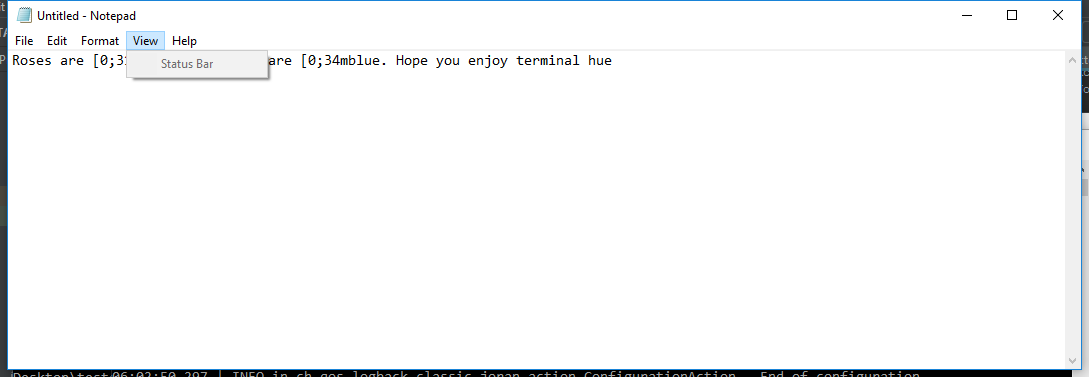 Untitled - Notepad
File Edit Format View Help
Status Bar
Roses are [0;3 are [0;34mblue. Hope you enjoy terminal hue
Desktop\test 06:02:50,297 | INFO in ch.qos.logback.classic.joran.action.ConfigurationAction - End of configuration